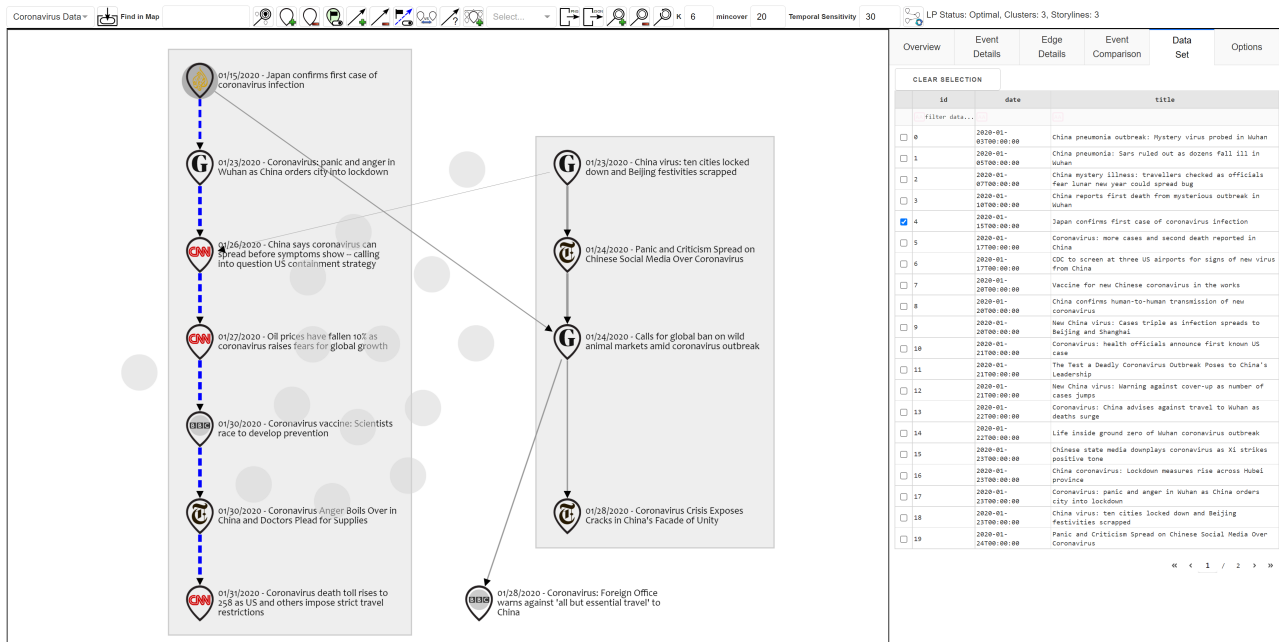 Coronavirus Data
Find in Map
Select...
K 6 mincover 20 Temporal Sensitivity 30
LP Status: Optimal, Clusters: 3, Storylines: 3
01/15/2020 - Japan confirms first case of
coronavirus infection
G
01/23/2020 - Coronavirus: panic and anger in
Wuhan as China orders city into lockdown
CNN
01/26/2020 - China says coronavirus can
spread before symptoms show – calling
into question US containment strategy
CNN
01/27/2020 - Oil prices have fallen 10% as
coronavirus raises fears for global growth
BBC
01/30/2020 - Coronavirus vaccine: Scientists
race to develop prevention
T
01/30/2020 - Coronavirus Anger Boils Over in
China and Doctors Plead for Supplies
CNN
01/31/2020 - Coronavirus death toll rises to
258 as US and others impose strict travel
restrictions
G
01/23/2020 - China virus: ten cities locked
down and Beijing festivities scrapped
T
01/24/2020 - Panic and Criticism Spread on
Chinese Social Media Over Coronavirus
G
01/24/2020 - Calls for global ban on wild
animal markets amid coronavirus outbreak
T
01/28/2020 - Coronavirus Crisis Exposes
Cracks in China's Facade of Unity
BBC
01/28/2020 - Coronavirus: Foreign Office
warns against 'all but essential travel' to
China
Overview
Event
Details
Edge
Details
Event
Comparison
Data
Set
Options
CLEAR SELECTION
id date title
filter data...
0 2020-01-03T00:00:00 China pneumonia outbreak: Mystery virus probed in Wuhan
1 2020-01-05T00:00:00 China pneumonia: Sars ruled out as dozens fall ill in Wuhan
2 2020-01-07T00:00:00 China mystery illness: travellers checked as officials fear lunar new year could spread bug
3 2020-01-10T00:00:00 China reports first death from mysterious outbreak in Wuhan
4 2020-01-15T00:00:00 Japan confirms first case of coronavirus infection
5 2020-01-17T00:00:00 Coronavirus: more cases and second death reported in China
6 2020-01-17T00:00:00 CDC to screen at three US airports for signs of new virus from China
7 2020-01-20T00:00:00 Vaccine for new Chinese coronavirus in the works
8 2020-01-20T00:00:00 China confirms human-to-human transmission of new coronavirus
9 2020-01-20T00:00:00 New China virus: Cases triple as infection spreads to Beijing and Shanghai
10 2020-01-21T00:00:00 Coronavirus: health officials announce first known US case
11 2020-01-21T00:00:00 The Test a Deadly Coronavirus Outbreak Poses to China's Leadership
12 2020-01-21T00:00:00 New China virus: Warning against cover-up as number of cases jumps
13 2020-01-22T00:00:00 Coronavirus: China advises against travel to Wuhan as deaths surge
14 2020-01-22T00:00:00 Life inside ground zero of Wuhan coronavirus outbreak
15 2020-01-23T00:00:00 Chinese state media downplays coronavirus as Xi strikes positive tone
16 2020-01-23T00:00:00 China coronavirus: Lockdown measures rise across Hubei province
17 2020-01-23T00:00:00 Coronavirus: panic and anger in Wuhan as China orders city into lockdown
18 2020-01-23T00:00:00 China virus: ten cities locked down and Beijing festivities scrapped
19 2020-01-24T00:00:00 Panic and Criticism Spread on Chinese Social Media Over Coronavirus
« ‹ 1 / 2 › »